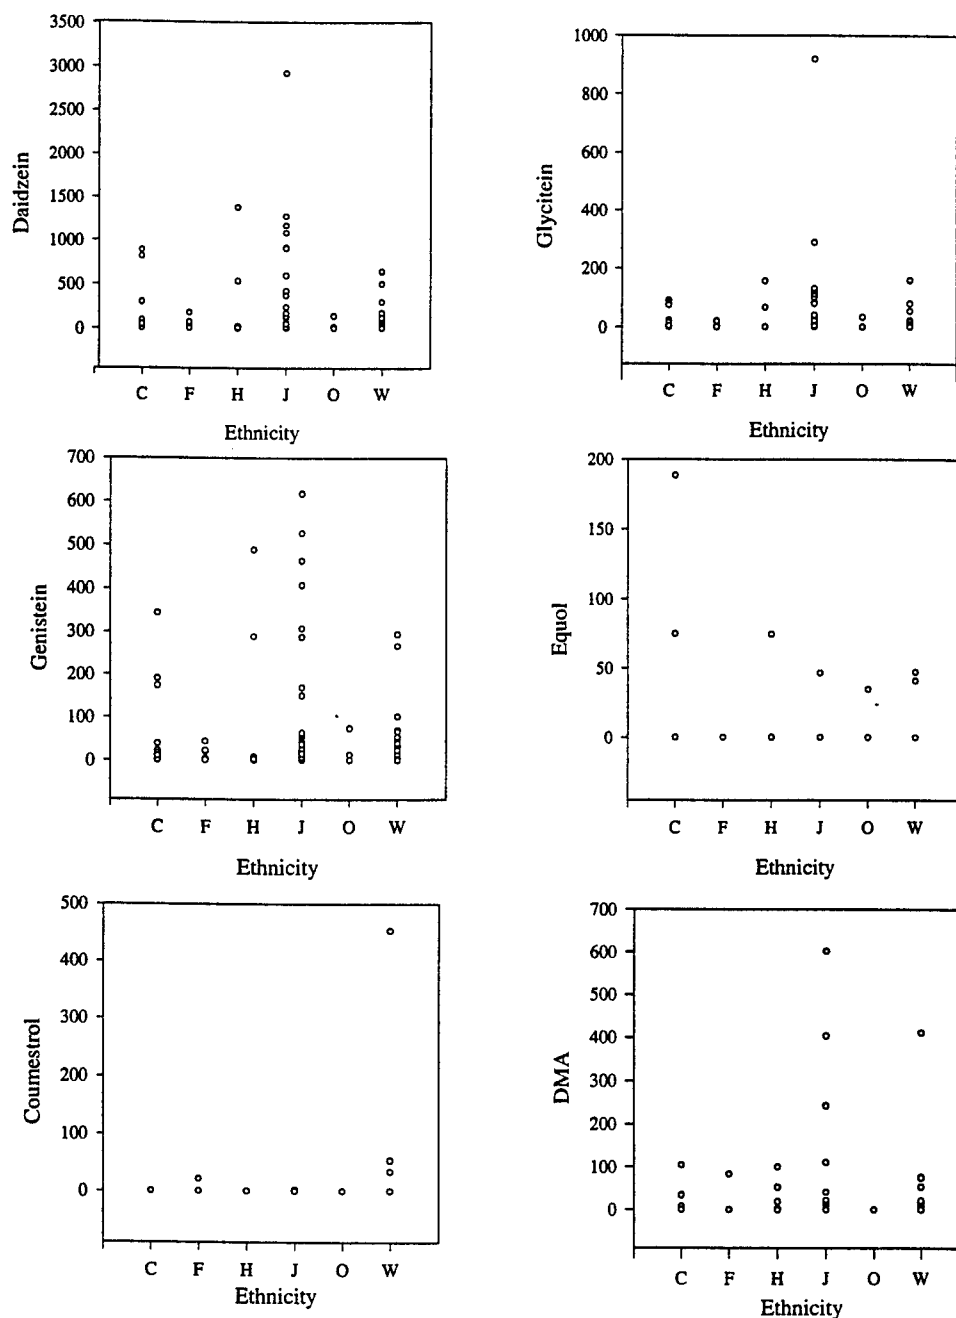 3500
3000
2500
2000
1500
1000
500
0
Daidzein
C F H J O W
Ethnicity
1000
800
600
400
200
0
Glycitein
C F H J O W
Ethnicity
700
600
500
400
300
200
100
0
Genistein
C F H J O W
Ethnicity
200
150
100
50
0
Equol
C F H J O W
Ethnicity
500
400
300
200
100
0
Coumestrol
C F H J O W
Ethnicity
700
600
500
400
300
200
100
0
DMA
C F H J O W
Ethnicity